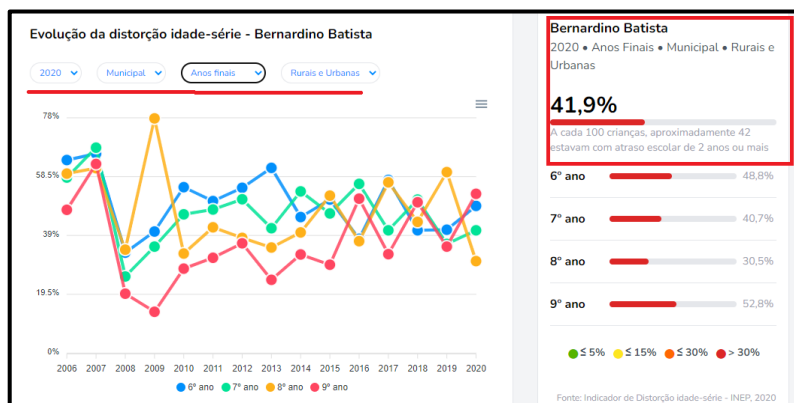 Evolução da distorção idade-série - Bernardino Batista
2020 Municipal Anos finais Rurais e Urbanas
78%
58.5%
39%
19.5%
0%
2006 2007 2008 2009 2010 2011 2012 2013 2014 2015 2016 2017 2018 2019 2020
6º ano 7º ano 8º ano 9º ano
Bernardino Batista
2020 • Anos Finais • Municipal • Rurais e
Urbanas
41,9%
A cada 100 crianças, aproximadamente 42
estavam com atraso escolar de 2 anos ou mais
6º ano 48,8%
7º ano 40,7%
8º ano 30,5%
9º ano 52,8%
≤ 5% ≤ 15% ≤ 30% > 30%
Fonte: Indicador de Distorção idade-série - INEP, 2020